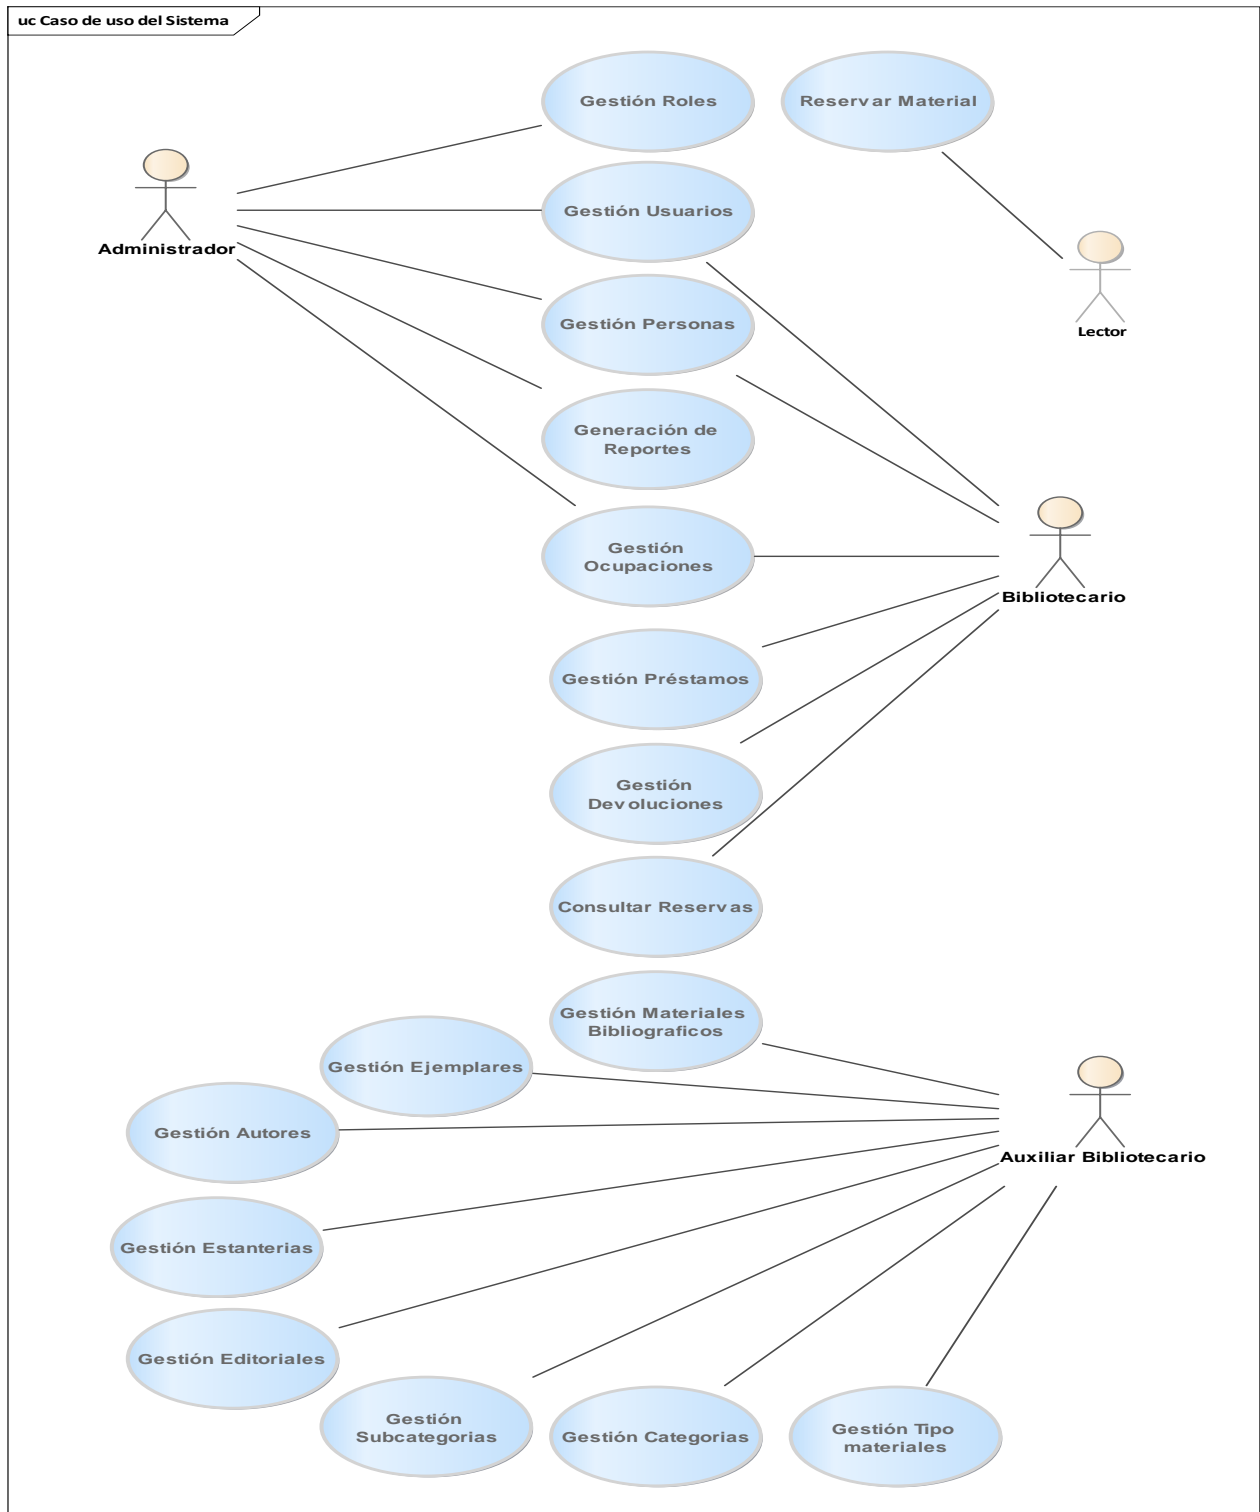 uc Caso de uso del Sistema
Gestión Roles
Reservar Material
Administrador
Gestión Usuarios
Lector
Gestión Personas
Generación de
Reportes
Gestión
Ocupaciones
Bibliotecario
Gestión Préstamos
Gestión
Devoluciones
Consultar Reservas
Gestión Materiales
Bibliograficos
Gestión Ejemplares
Gestión Autores
Auxiliar Bibliotecario
Gestión Estanterias
Gestión Editoriales
Gestión
Subcategorias
Gestión Categorias
Gestión Tipo
materiales